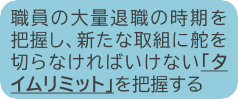 職員の大量退職の時期を
把握し、新たな取組に舵を
切らなければいけない「タ
イムリミット」を把握する